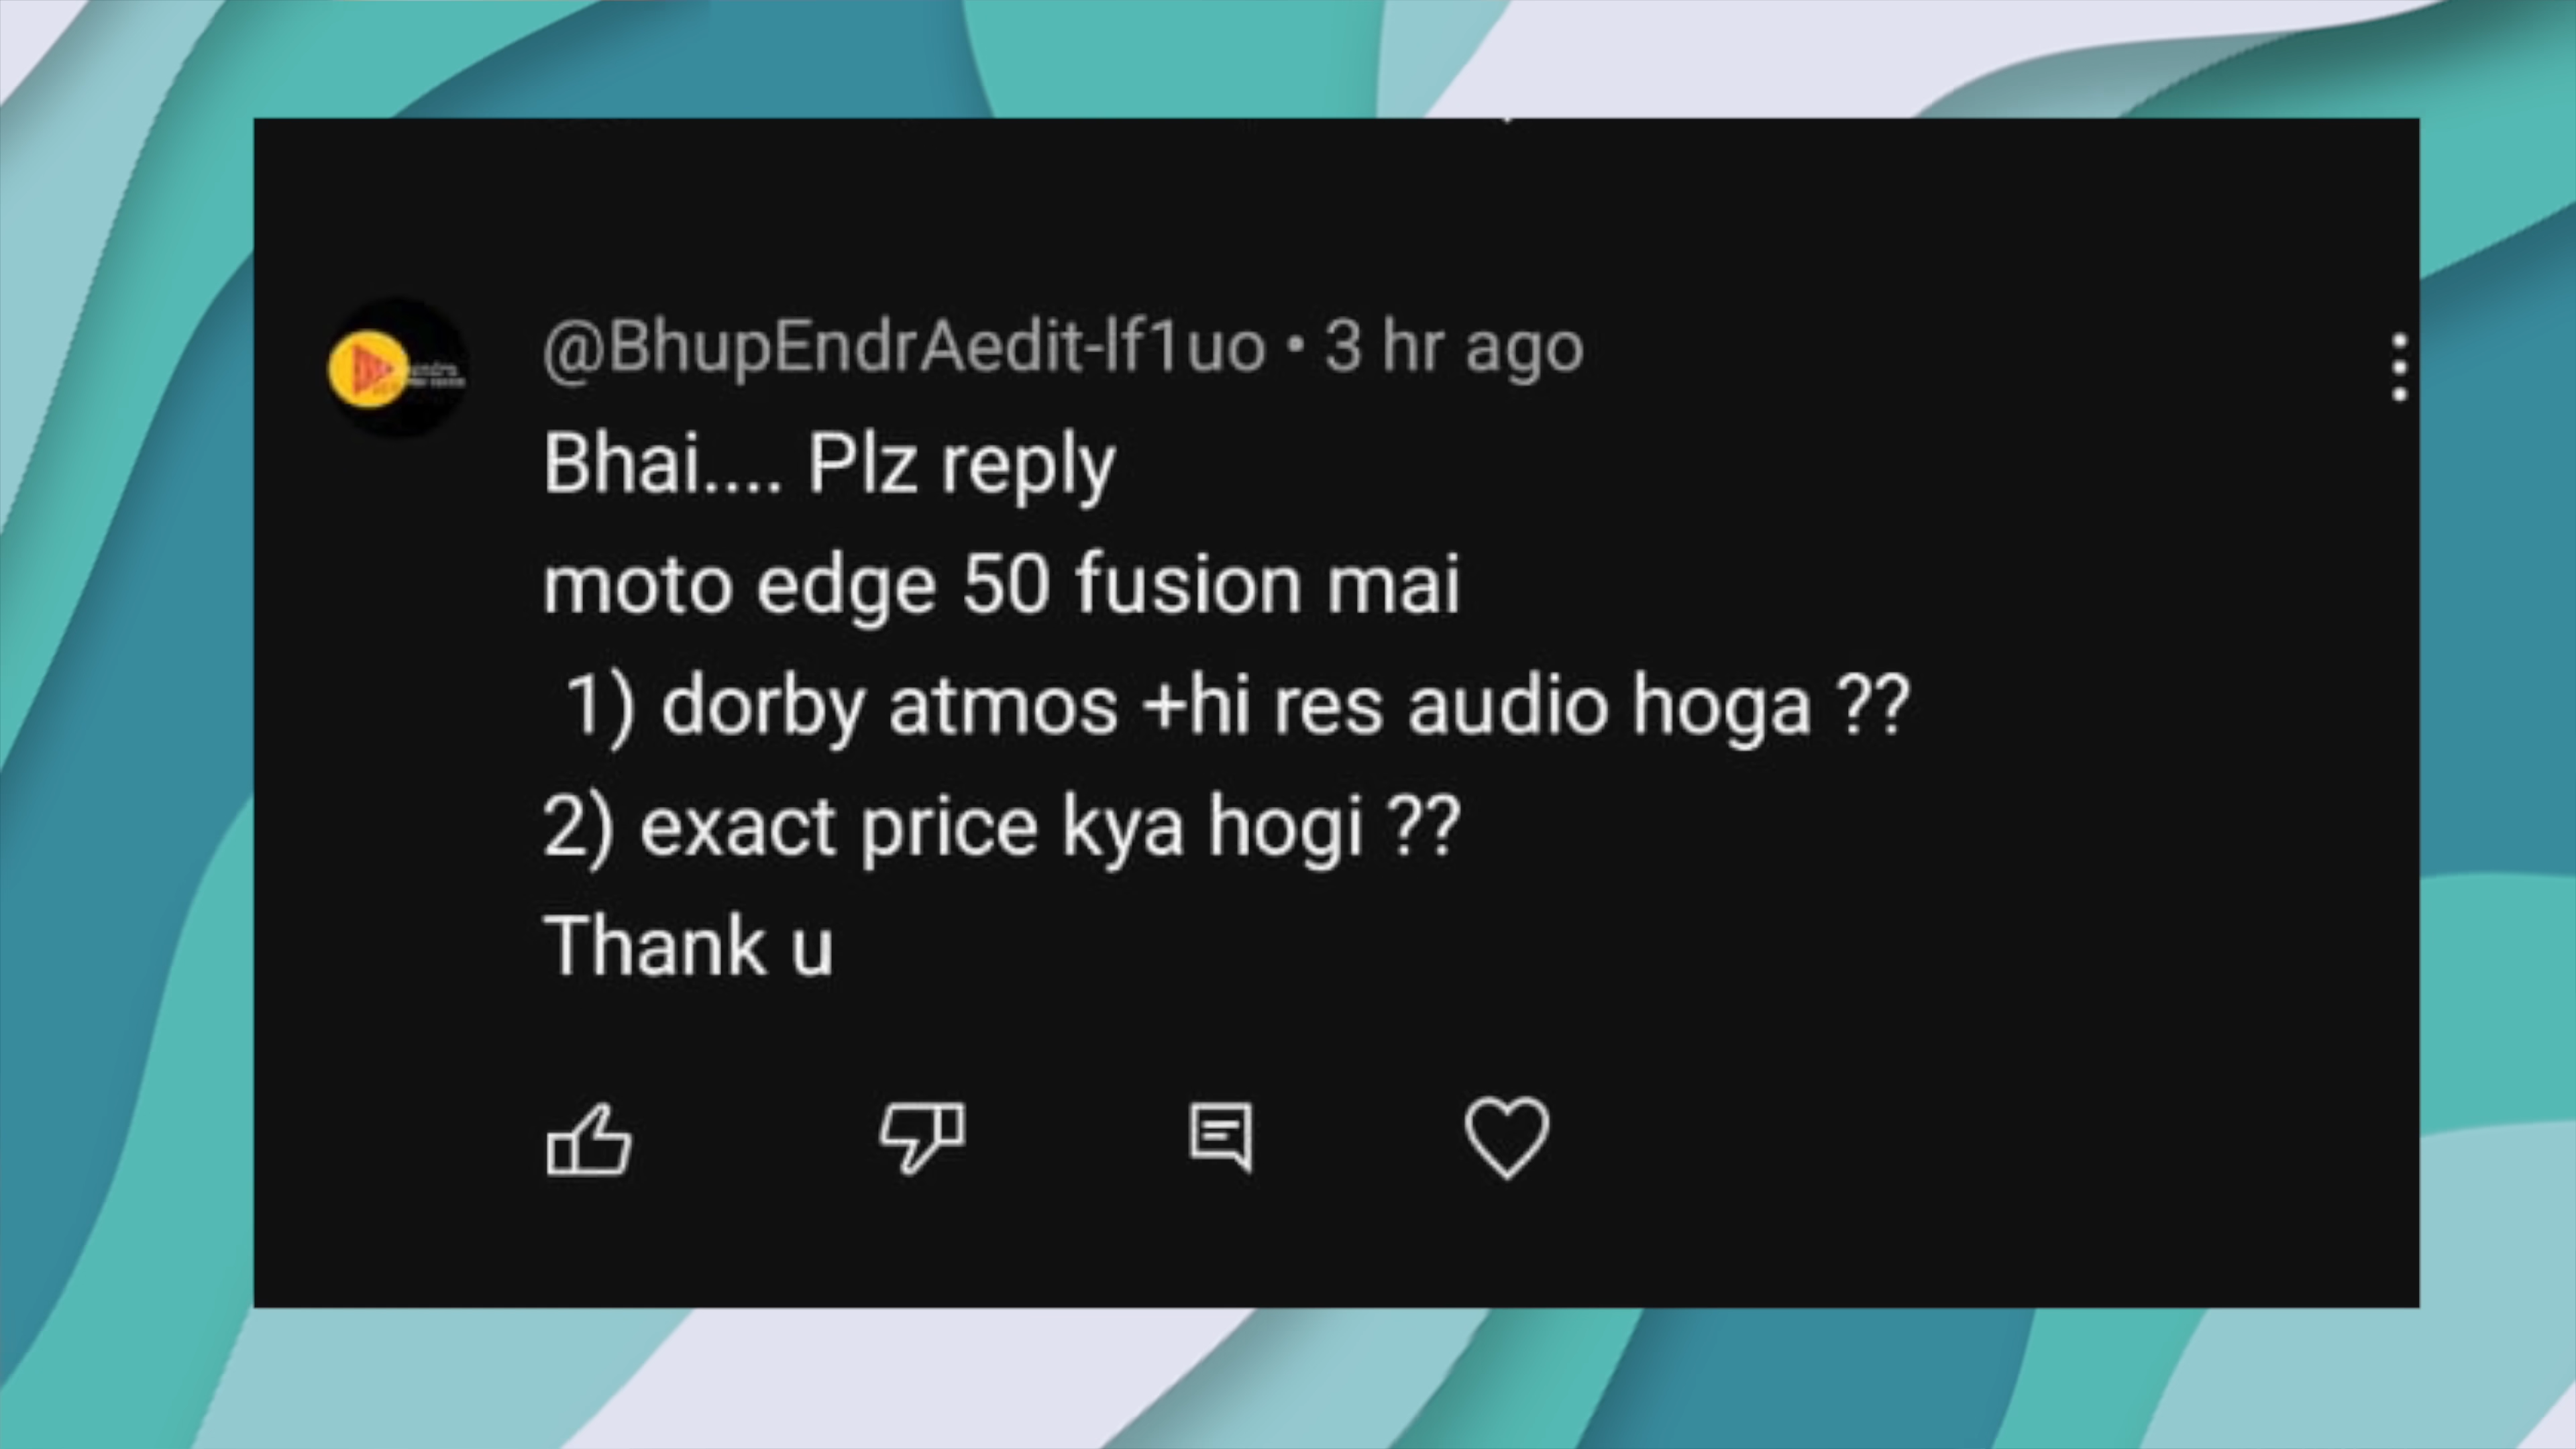 @BhupEndrAedit-lf1uo • 3 hr ago
Bhai.... Plz reply
moto edge 50 fusion mai
1) dorby atmos +hi res audio hoga ??
2) exact price kya hogi ??
Thank u